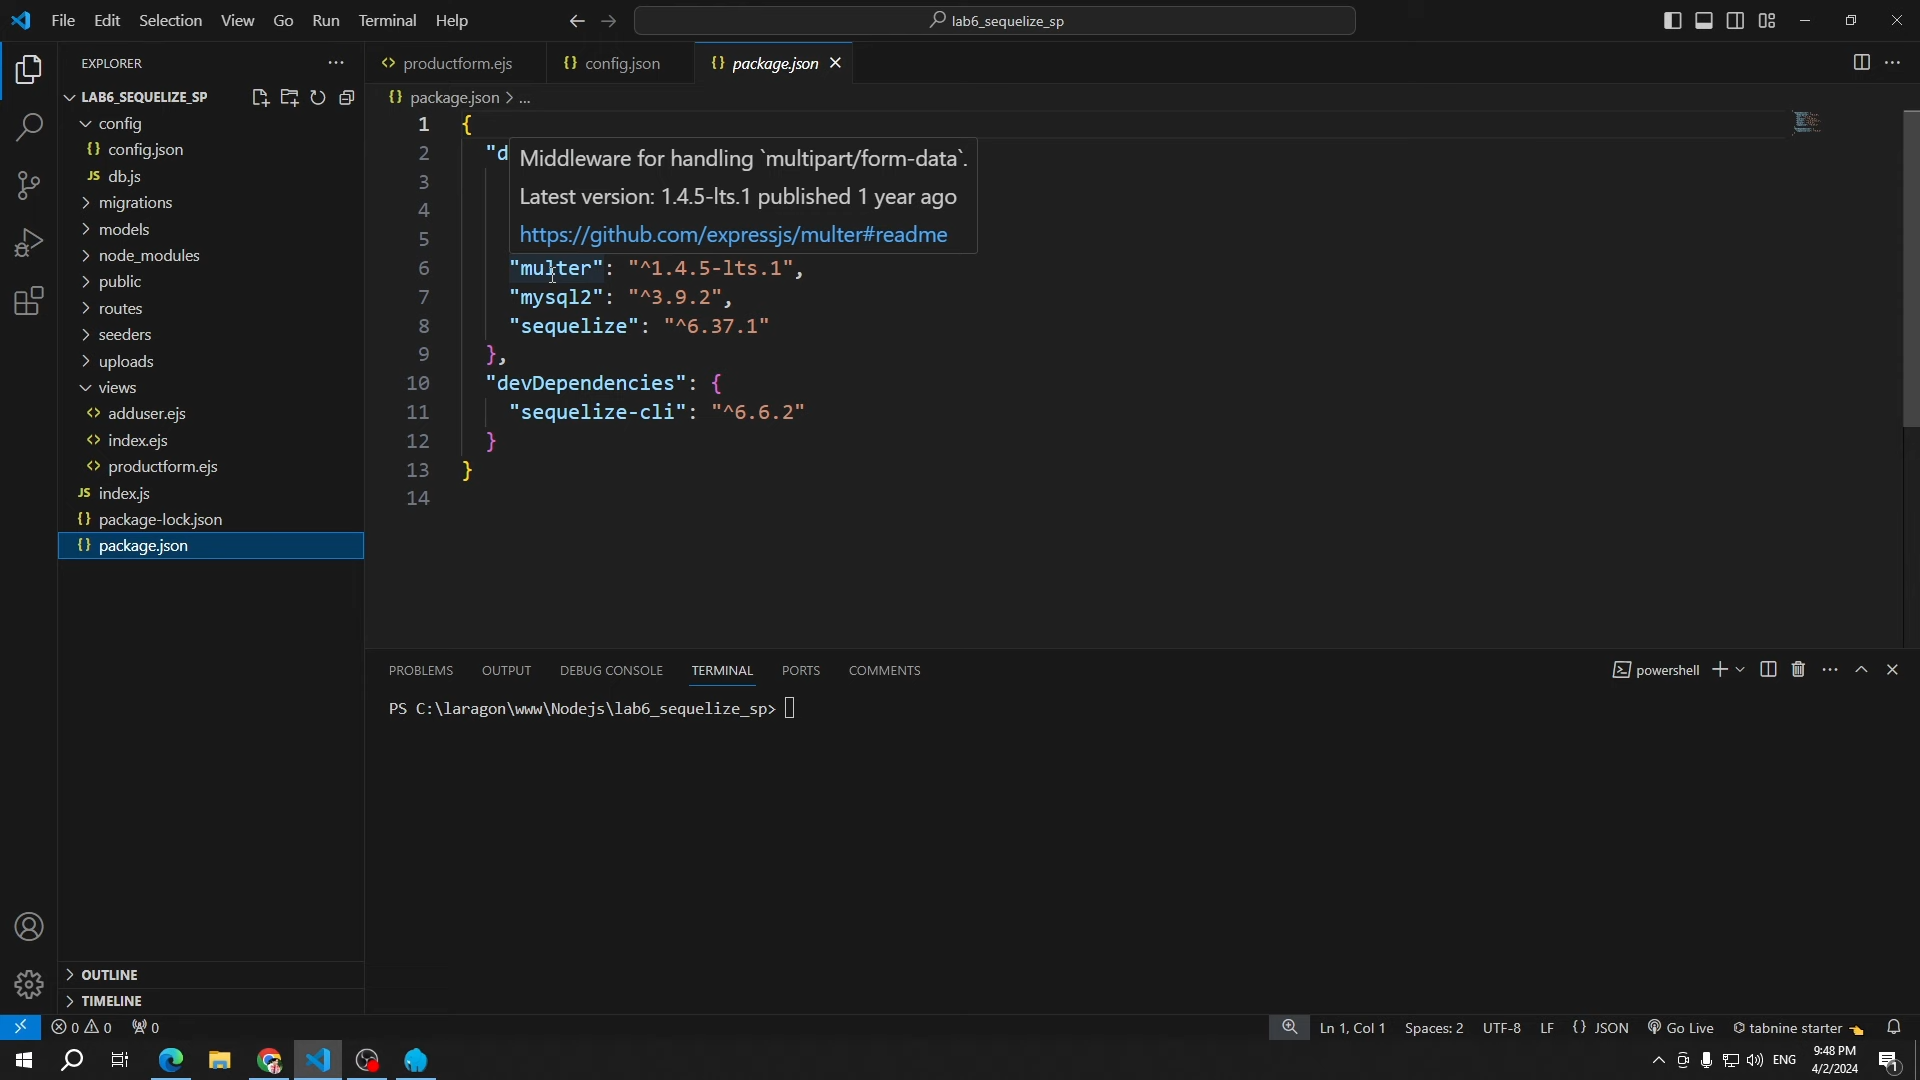 File Edit Selection View Go Run Terminal Help
lab6_sequelize_sp
EXPLORER
LAB6_SEQUELIZE_SP
config
config.json
db.js
migrations
models
node_modules
public
routes
seeders
uploads
views
adduser.ejs
index.ejs
productform.ejs
index.js
package-lock.json
package.json
OUTLINE
TIMELINE
productform.ejs config.json package.json
package.json > ...
1 {
2 "d
3
4
5
Middleware for handling `multipart/form-data`.
Latest version: 1.4.5-lts.1 published 1 year ago
https://github.com/expressjs/multer#readme
6 "multer": "^1.4.5-lts.1",
7 "mysql2": "^3.9.2",
8 "sequelize": "^6.37.1"
9 },
10 "devDependencies": {
11 "sequelize-cli": "^6.6.2"
12 }
13 }
14
PROBLEMS OUTPUT DEBUG CONSOLE TERMINAL PORTS COMMENTS
powershell
PS C:\laragon\www\Nodejs\lab6_sequelize_sp>
0 0 0
Ln 1, Col 1 Spaces: 2 UTF-8 LF {} JSON Go Live tabnine starter
ENG
9:48 PM
4/2/2024
1